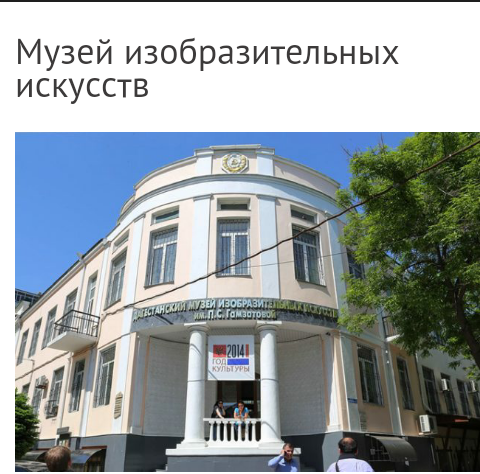 Музей изобразительных
искусств
ДАГЕСТАНСКИЙ МУЗЕЙ ИЗОБРАЗИТЕЛЬНЫХ ИСКУССТВ
им. П.С. Гамзатовой
2014
ГОД
КУЛЬТУРЫ